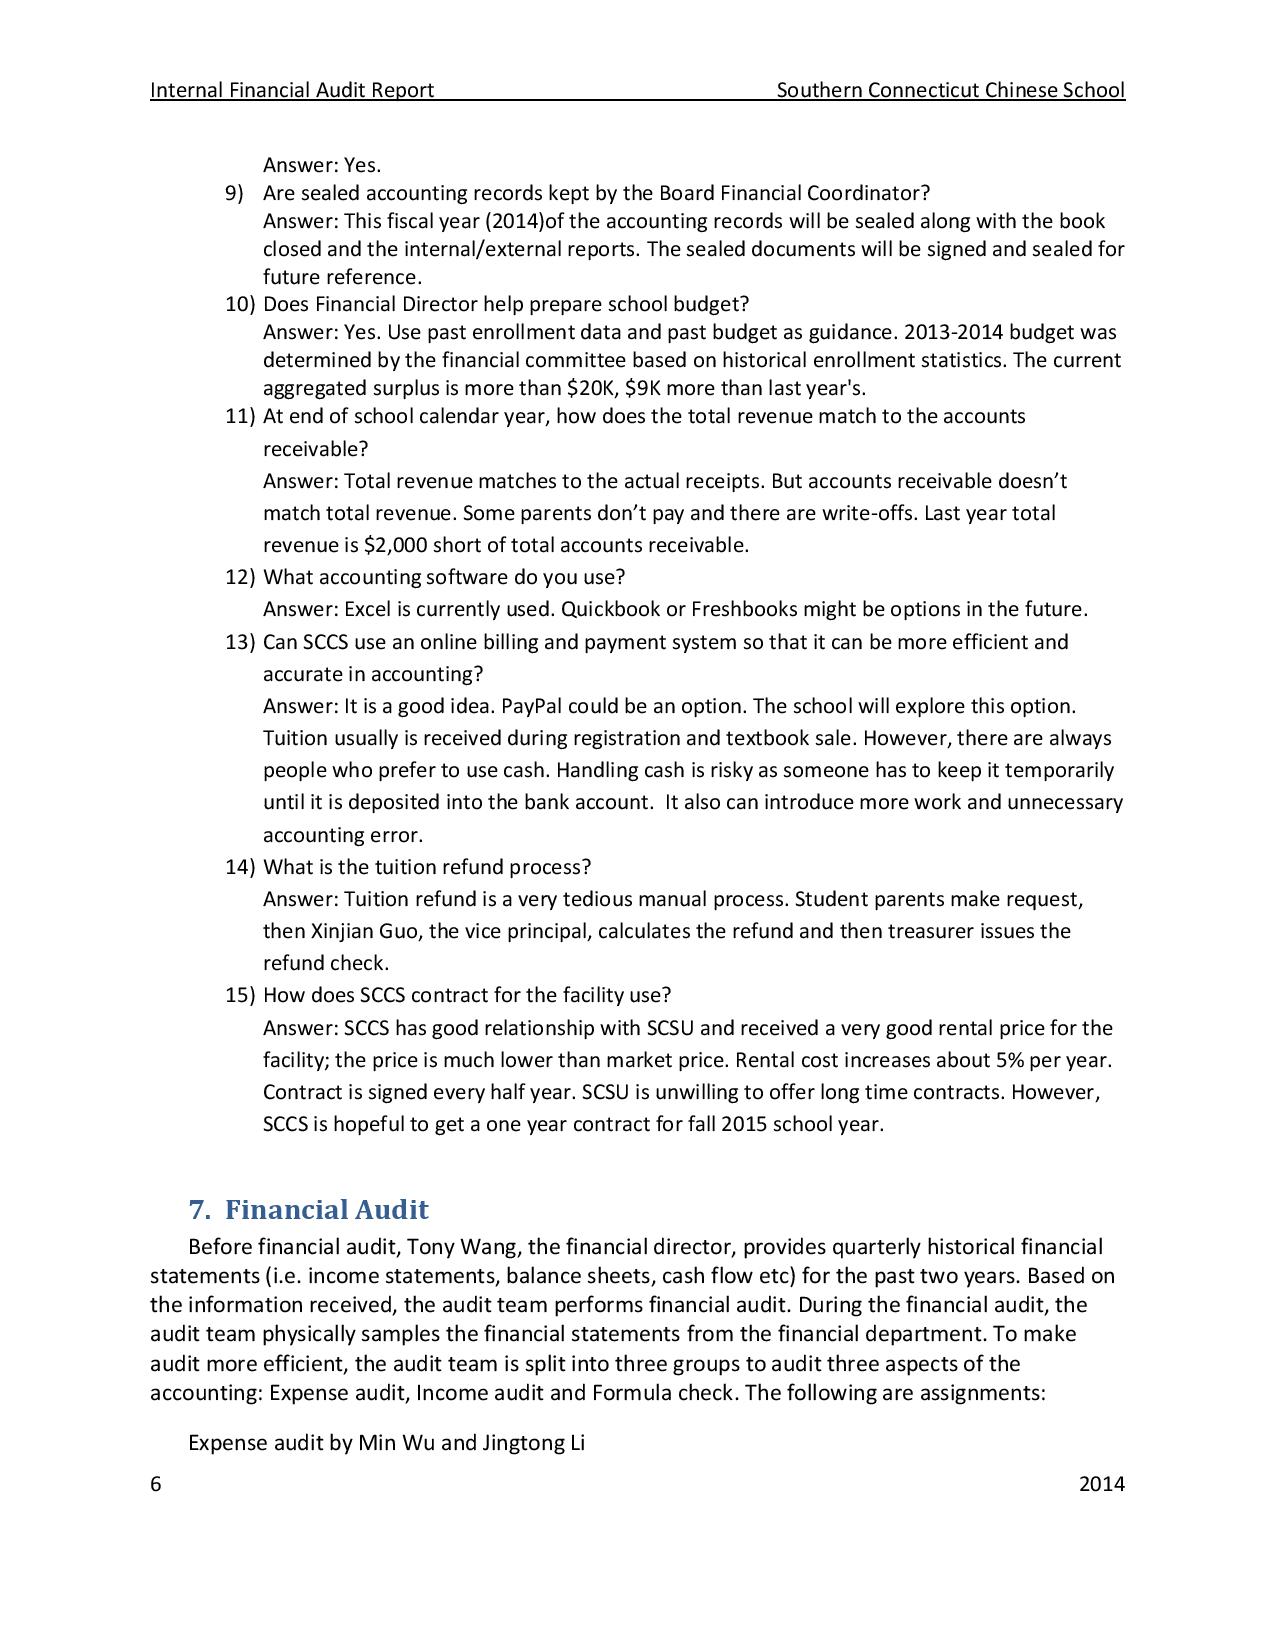 Internal Financial Audit Report Southern Connecticut Chinese School
Answer: Yes.
9) Are sealed accounting records kept by the Board Financial Coordinator?
Answer: This fiscal year (2014)of the accounting records will be sealed along with the book
closed and the internal/external reports. The sealed documents will be signed and sealed for
future reference.
10) Does Financial Director help prepare school budget?
Answer: Yes. Use past enrollment data and past budget as guidance. 2013-2014 budget was
determined by the financial committee based on historical enrollment statistics. The current
aggregated surplus is more than $20K, $9K more than last year's.
11) At end of school calendar year, how does the total revenue match to the accounts
receivable?
Answer: Total revenue matches to the actual receipts. But accounts receivable doesn’t
match total revenue. Some parents don’t pay and there are write-offs. Last year total
revenue is $2,000 short of total accounts receivable.
12) What accounting software do you use?
Answer: Excel is currently used. Quickbook or Freshbooks might be options in the future.
13) Can SCCS use an online billing and payment system so that it can be more efficient and
accurate in accounting?
Answer: It is a good idea. PayPal could be an option. The school will explore this option.
Tuition usually is received during registration and textbook sale. However, there are always
people who prefer to use cash. Handling cash is risky as someone has to keep it temporarily
until it is deposited into the bank account.  It also can introduce more work and unnecessary
accounting error.
14) What is the tuition refund process?
Answer: Tuition refund is a very tedious manual process. Student parents make request,
then Xinjian Guo, the vice principal, calculates the refund and then treasurer issues the
refund check.
15) How does SCCS contract for the facility use?
Answer: SCCS has good relationship with SCSU and received a very good rental price for the
facility; the price is much lower than market price. Rental cost increases about 5% per year.
Contract is signed every half year. SCSU is unwilling to offer long time contracts. However,
SCCS is hopeful to get a one year contract for fall 2015 school year.
7. Financial Audit
Before financial audit, Tony Wang, the financial director, provides quarterly historical financial
statements (i.e. income statements, balance sheets, cash flow etc) for the past two years. Based on
the information received, the audit team performs financial audit. During the financial audit, the
audit team physically samples the financial statements from the financial department. To make
audit more efficient, the audit team is split into three groups to audit three aspects of the
accounting: Expense audit, Income audit and Formula check. The following are assignments:
Expense audit by Min Wu and Jingtong Li
6 2014